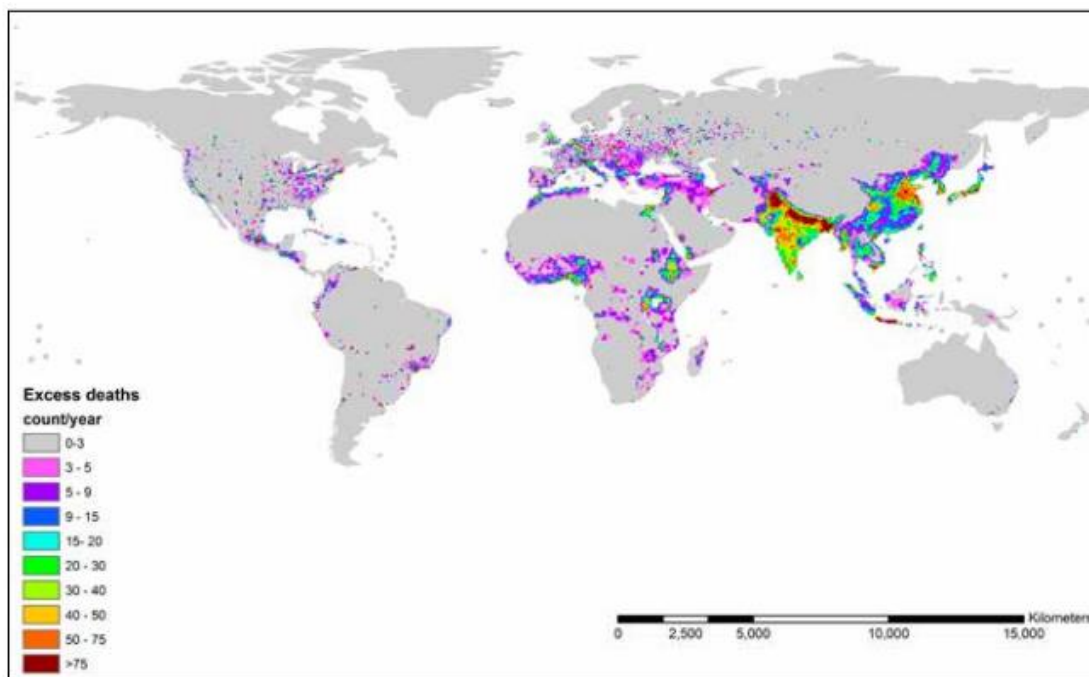 Excess deaths
count/year
0-3
3 - 5
5 - 9
9 - 15
15- 20
20 - 30
30 - 40
40 - 50
50 - 75
>75
Kilometers
0 2,500 5,000 10,000 15,000